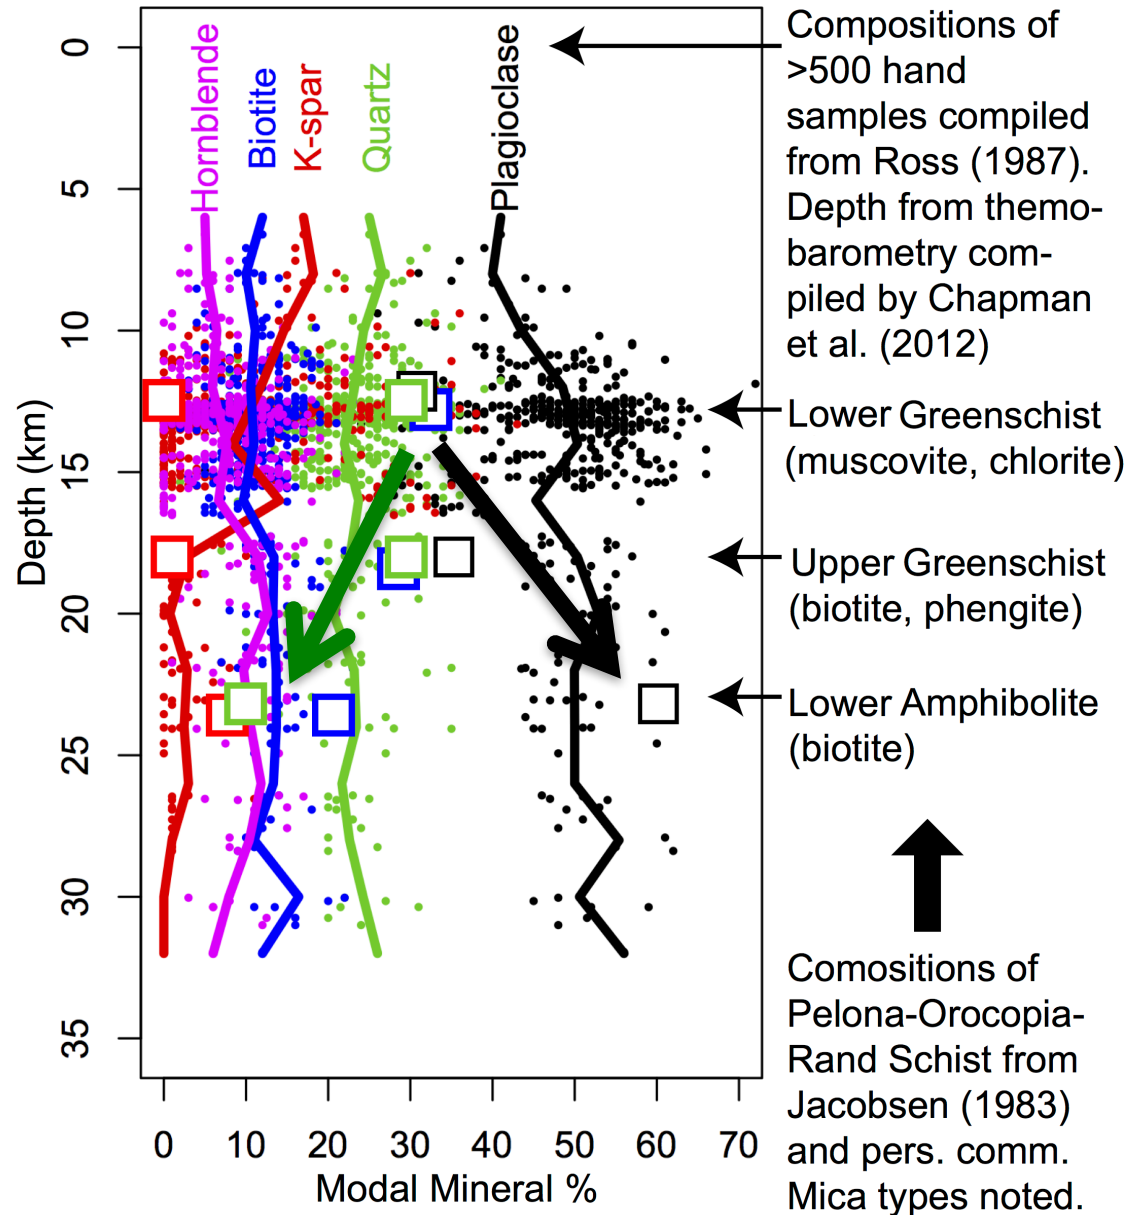 Hornblende
Biotite
K-spar
Quartz
Plagioclase
Compositions of
>500 hand
samples compiled
from Ross (1987).
Depth from themo-
barometry com-
piled by Chapman
et al. (2012)
Lower Greenschist
(muscovite, chlorite)
Upper Greenschist
(biotite, phengite)
Lower Amphibolite
(biotite)
Comositions of
Pelona-Orocopia-
Rand Schist from
Jacobsen (1983)
and pers. comm.
Mica types noted.
Depth (km)
0
5
10
15
20
25
30
35
0 10 20 30 40 50 60 70
Modal Mineral %